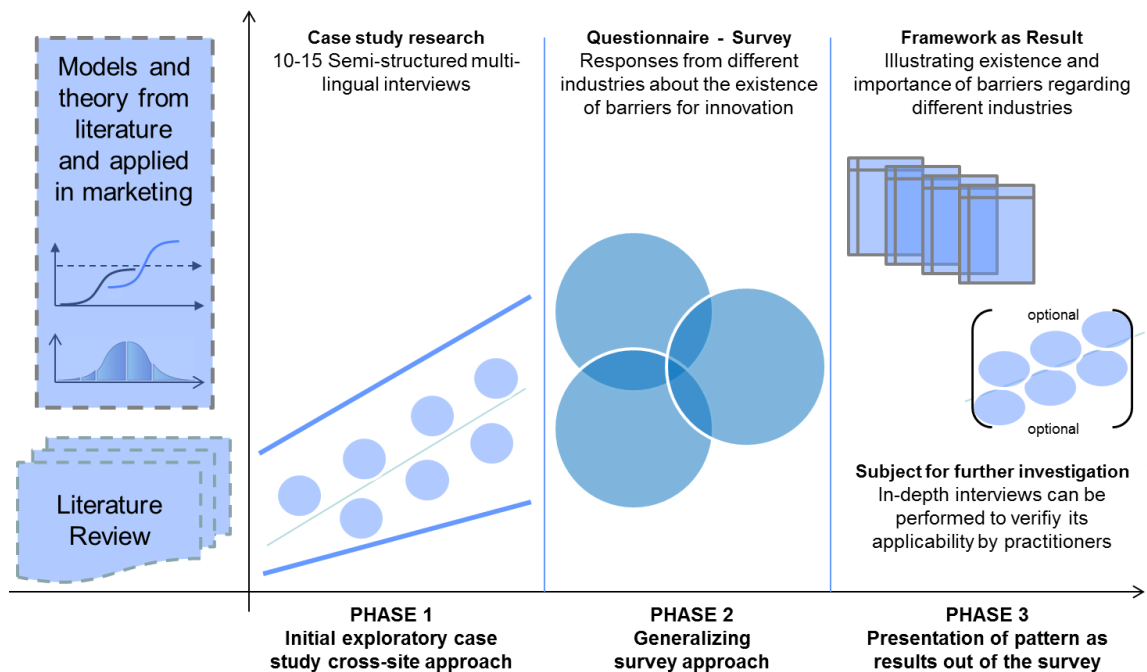 Models and
theory from
literature
and applied
in marketing
Literature
Review
Case study research
10-15 Semi-structured multi-
lingual interviews
Questionnaire - Survey
Responses from different
industries about the existence
of barriers for innovation
Framework as Result
Illustrating existence and
importance of barriers regarding
different industries
optional
optional
Subject for further investigation
In-depth interviews can be
performed to verifiy its
applicability by practitioners
PHASE 1
Initial exploratory case
study cross-site approach
PHASE 2
Generalizing
survey approach
PHASE 3
Presentation of pattern as
results out of the survey